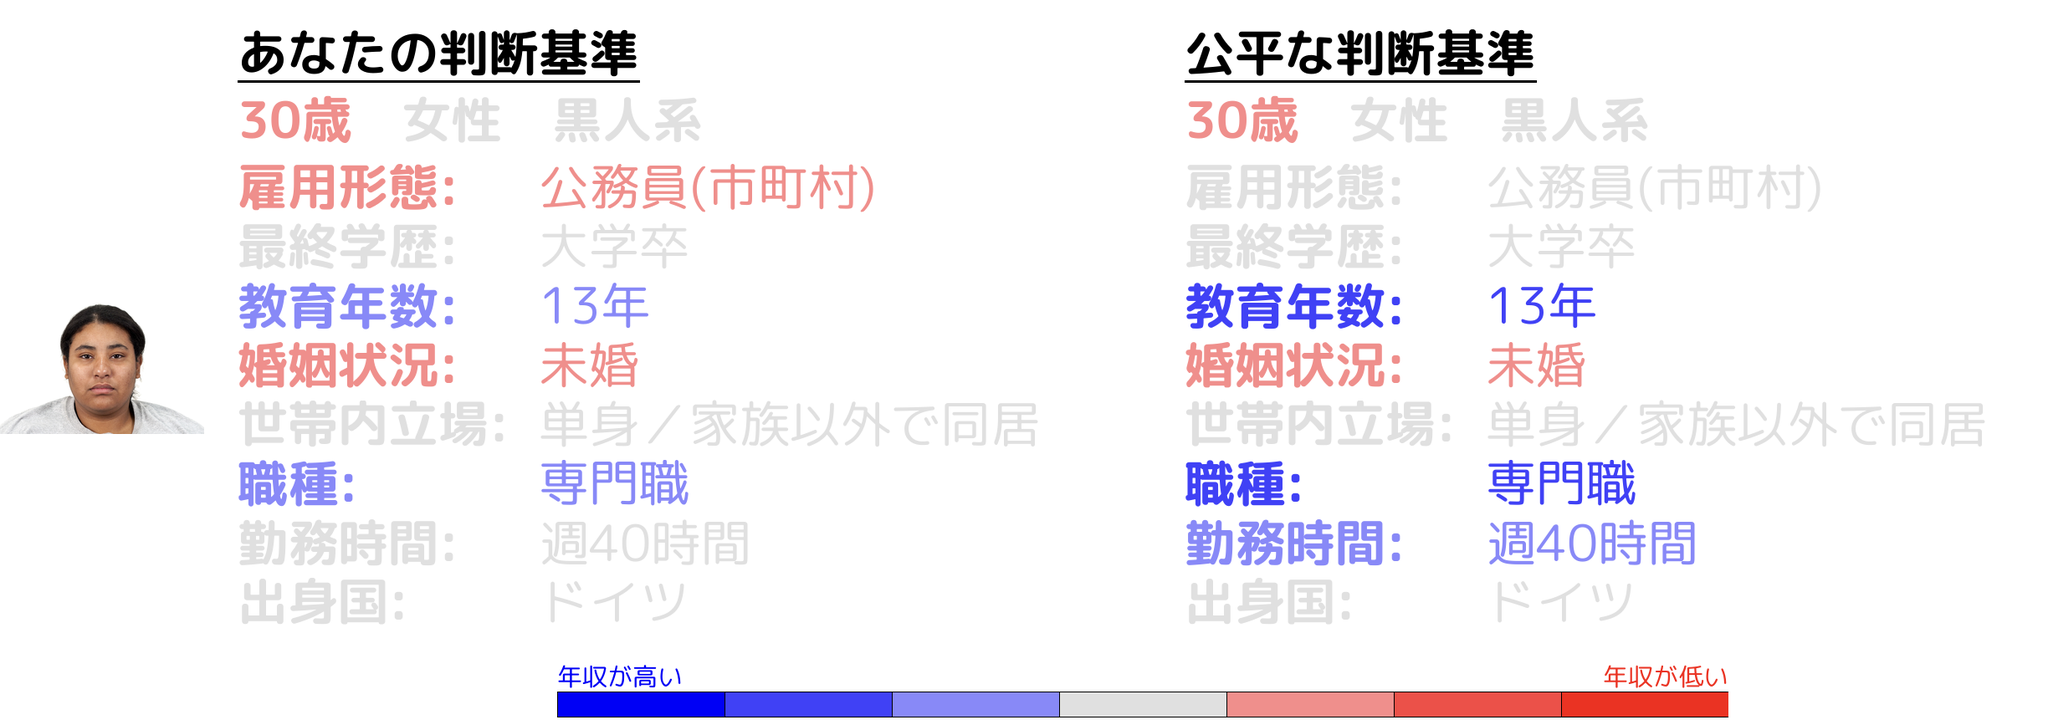 あなたの判断基準
30歳 女性 黒人系
雇用形態: 公務員(市町村)
最終学歴: 大学卒
教育年数: 13年
婚姻状況: 未婚
世帯内立場: 単身／家族以外で同居
職種: 専門職
勤務時間: 週40時間
出身国: ドイツ
公平な判断基準
30歳 女性 黒人系
雇用形態: 公務員(市町村)
最終学歴: 大学卒
教育年数: 13年
婚姻状況: 未婚
世帯内立場: 単身／家族以外で同居
職種: 専門職
勤務時間: 週40時間
出身国: ドイツ
年収が高い 年収が低い